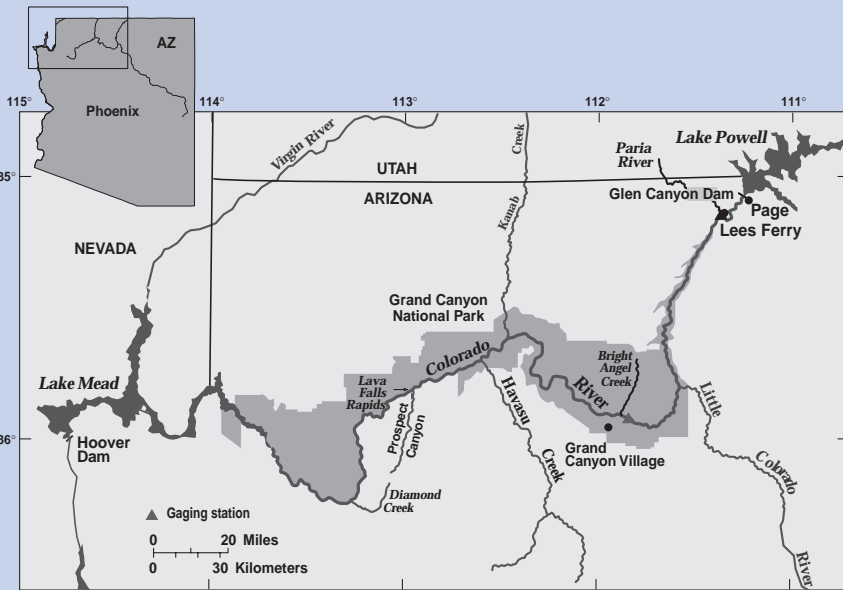 AZ
Phoenix
115°
114°
113°
112°
111°
Virgin River
Creek
Kanab
Paria
River
Lake Powell
35°
UTAH
ARIZONA
Glen Canyon Dam
Page
Lees Ferry
NEVADA
Grand Canyon
National Park
Colorado
River
Bright
Angel
Creek
Lava
Falls
Rapids
Lake Mead
Prospect
Canyon
Havasu
Creek
Little
Colorado
River
36°
Hoover
Dam
Grand
Canyon Village
Diamond
Creek
Gaging station
0 20 Miles
0 30 Kilometers